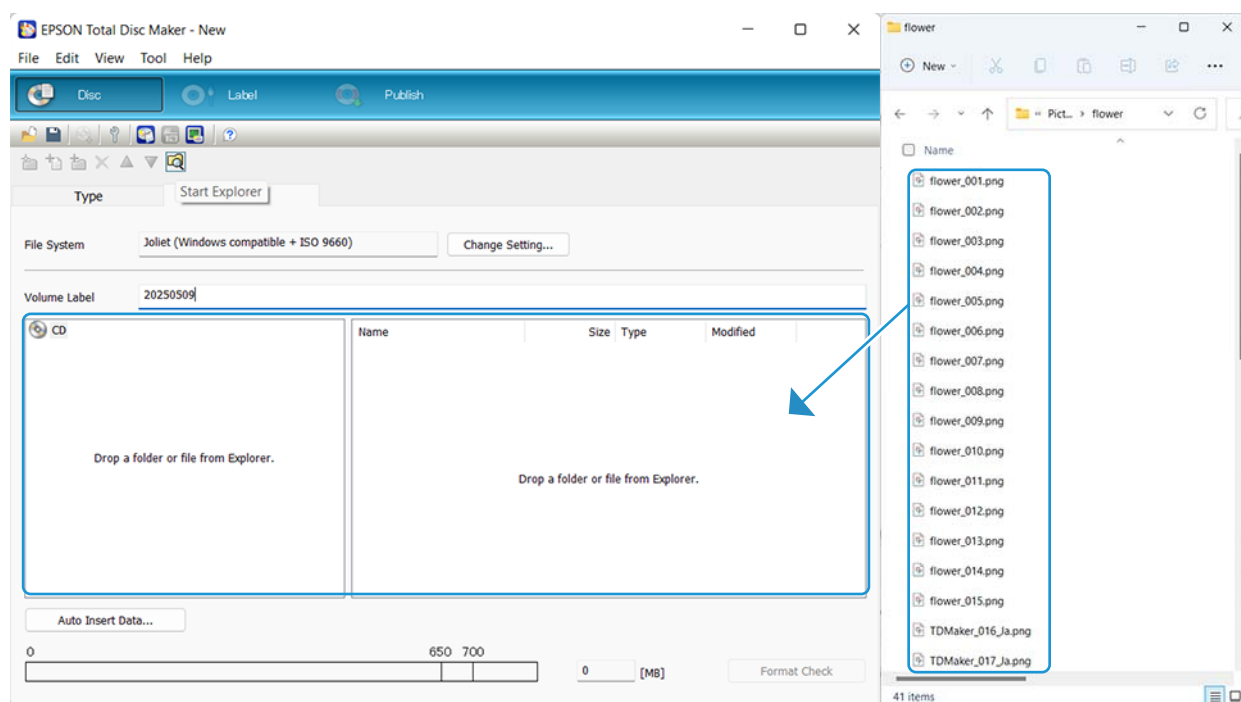 EPSON Total Disc Maker - New
File Edit View Tool Help
Disc Label Publish
Type
Start Explorer
File System Joliet (Windows compatible + ISO 9660) Change Setting...
Volume Label 20250509
CD
Name Size Type Modified
Drop a folder or file from Explorer.
Drop a folder or file from Explorer.
Auto Insert Data...
0 650 700
0 [MB] Format Check
flower
New
Pict... › flower
Name
flower_001.png
flower_002.png
flower_003.png
flower_004.png
flower_005.png
flower_006.png
flower_007.png
flower_008.png
flower_009.png
flower_010.png
flower_011.png
flower_012.png
flower_013.png
flower_014.png
flower_015.png
TDMaker_016_Ja.png
TDMaker_017_Ja.png
41 items